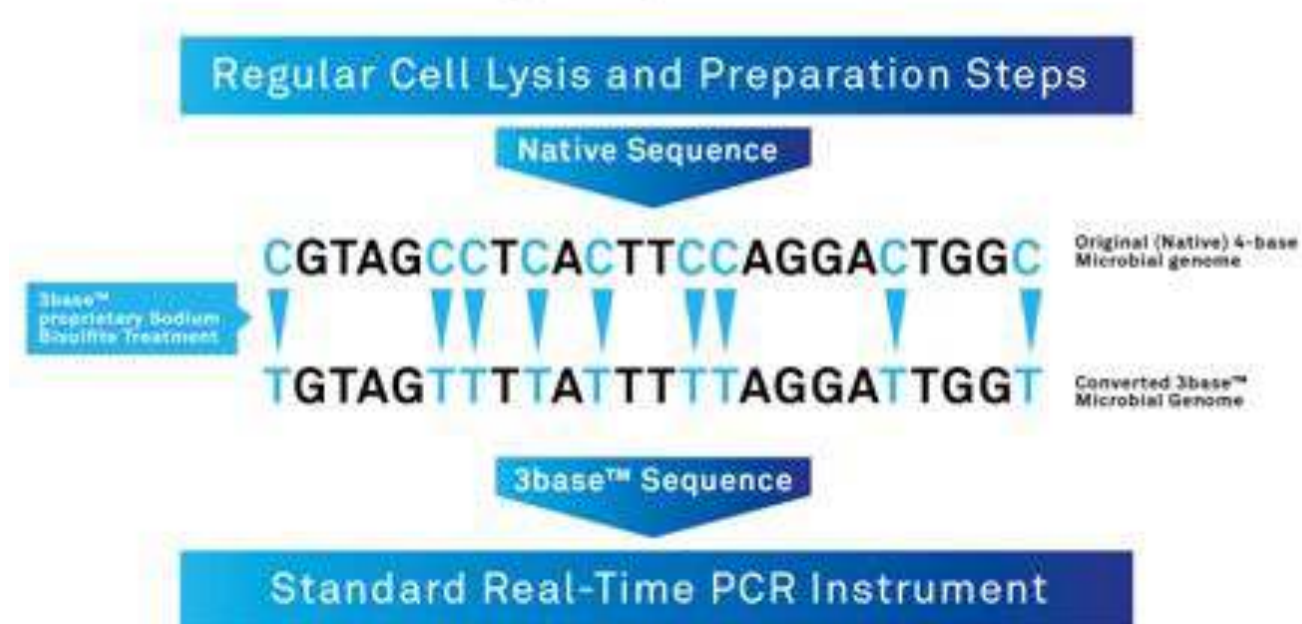 Regular Cell Lysis and Preparation Steps
Native Sequence
CGTAGCCTCACTTCCAGGACTGGC
Original (Native) 4-base
Microbial genome
3base™
proprietary Sodium
Bisulfite Treatment
TGTAGTTTTATTTTTAGGATTGGT
Converted 3base™
Microbial Genome
3base™ Sequence
Standard Real-Time PCR Instrument